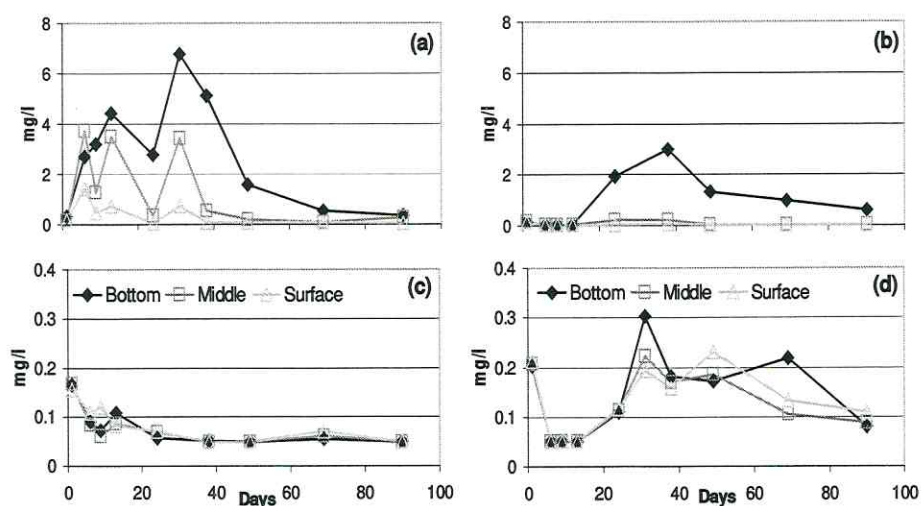 8 (a) 8 (b)
6 6
mg/l 4 mg/l 4
2 2
0 0
0.4 Bottom Middle Surface (c) 0.4 Bottom Middle Surface (d)
0.3 0.3
mg/l 0.2 mg/l 0.2
0.1 0.1
0 0
0 20 40 60 80 100 0 20 40 60 80 100
Days Days